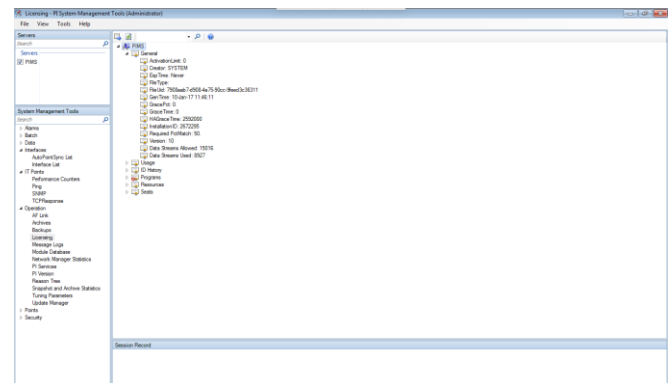 Licensing - PI System Management Tools (Administrator)
File View Tools Help
Servers
Search
Servers
PIMS
System Management Tools
Search
Alarms
Batch
Data
Interfaces
AutoPointSync List
Interface List
IT Points
Performance Counters
Ping
SNMP
TCPResponse
Operation
AF Link
Archives
Backups
Licensing
Message Logs
Module Database
Network Manager Statistics
PI Services
PI Version
Reason Tree
Snapshot and Archive Statistics
Tuning Parameters
Update Manager
Points
Security
PIMS
General
ActivationLimit: 0
Creator: SYSTEM
ExpTime: Never
FileType:
GenTime: 10-Jan-17 11:46:11
GracePct: 0
GraceTime: 0
HAGraceTime: 2592000
InstallationID: 2672295
Required PctMatch: 50.
Version: 10
Data Streams Allowed: 15016
Data Streams Used: 8927
Usage
ID History
Programs
Resources
Seats
Session Record